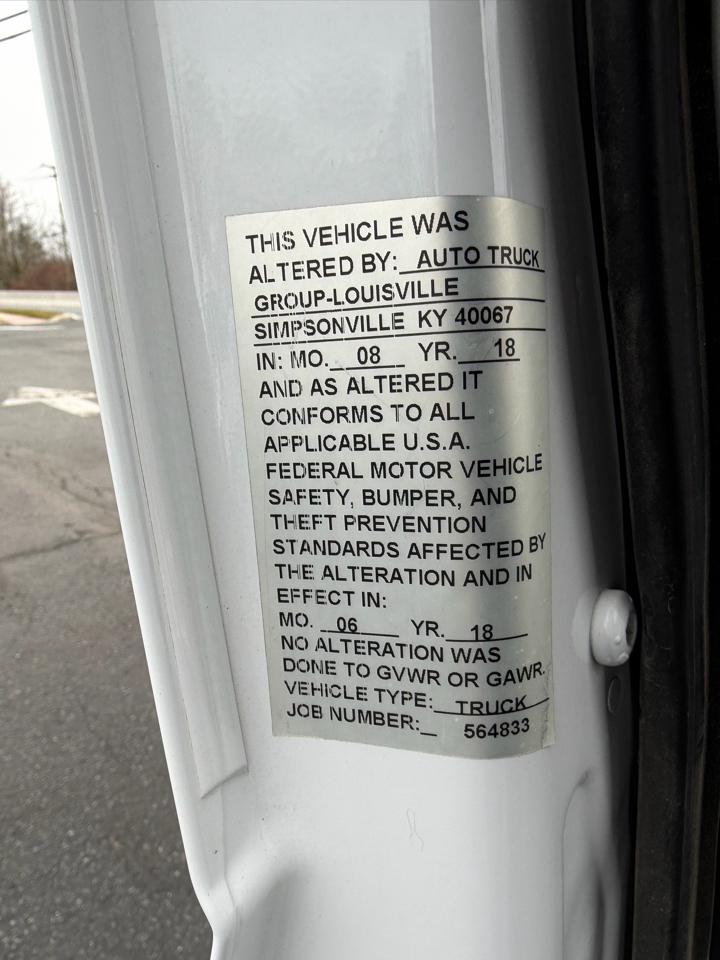 THIS VEHICLE WAS
ALTERED BY: AUTO TRUCK
GROUP-LOUISVILLE
SIMPSONVILLE KY 40067
IN: MO. 08 YR. 18
AND AS ALTERED IT
CONFORMS TO ALL
APPLICABLE U.S.A.
FEDERAL MOTOR VEHICLE
SAFETY, BUMPER, AND
THEFT PREVENTION
STANDARDS AFFECTED BY
THE ALTERATION AND IN
EFFECT IN:
MO. 06 YR. 18
NO ALTERATION WAS
DONE TO GVWR OR GAWR.
VEHICLE TYPE: TRUCK
JOB NUMBER: 564833